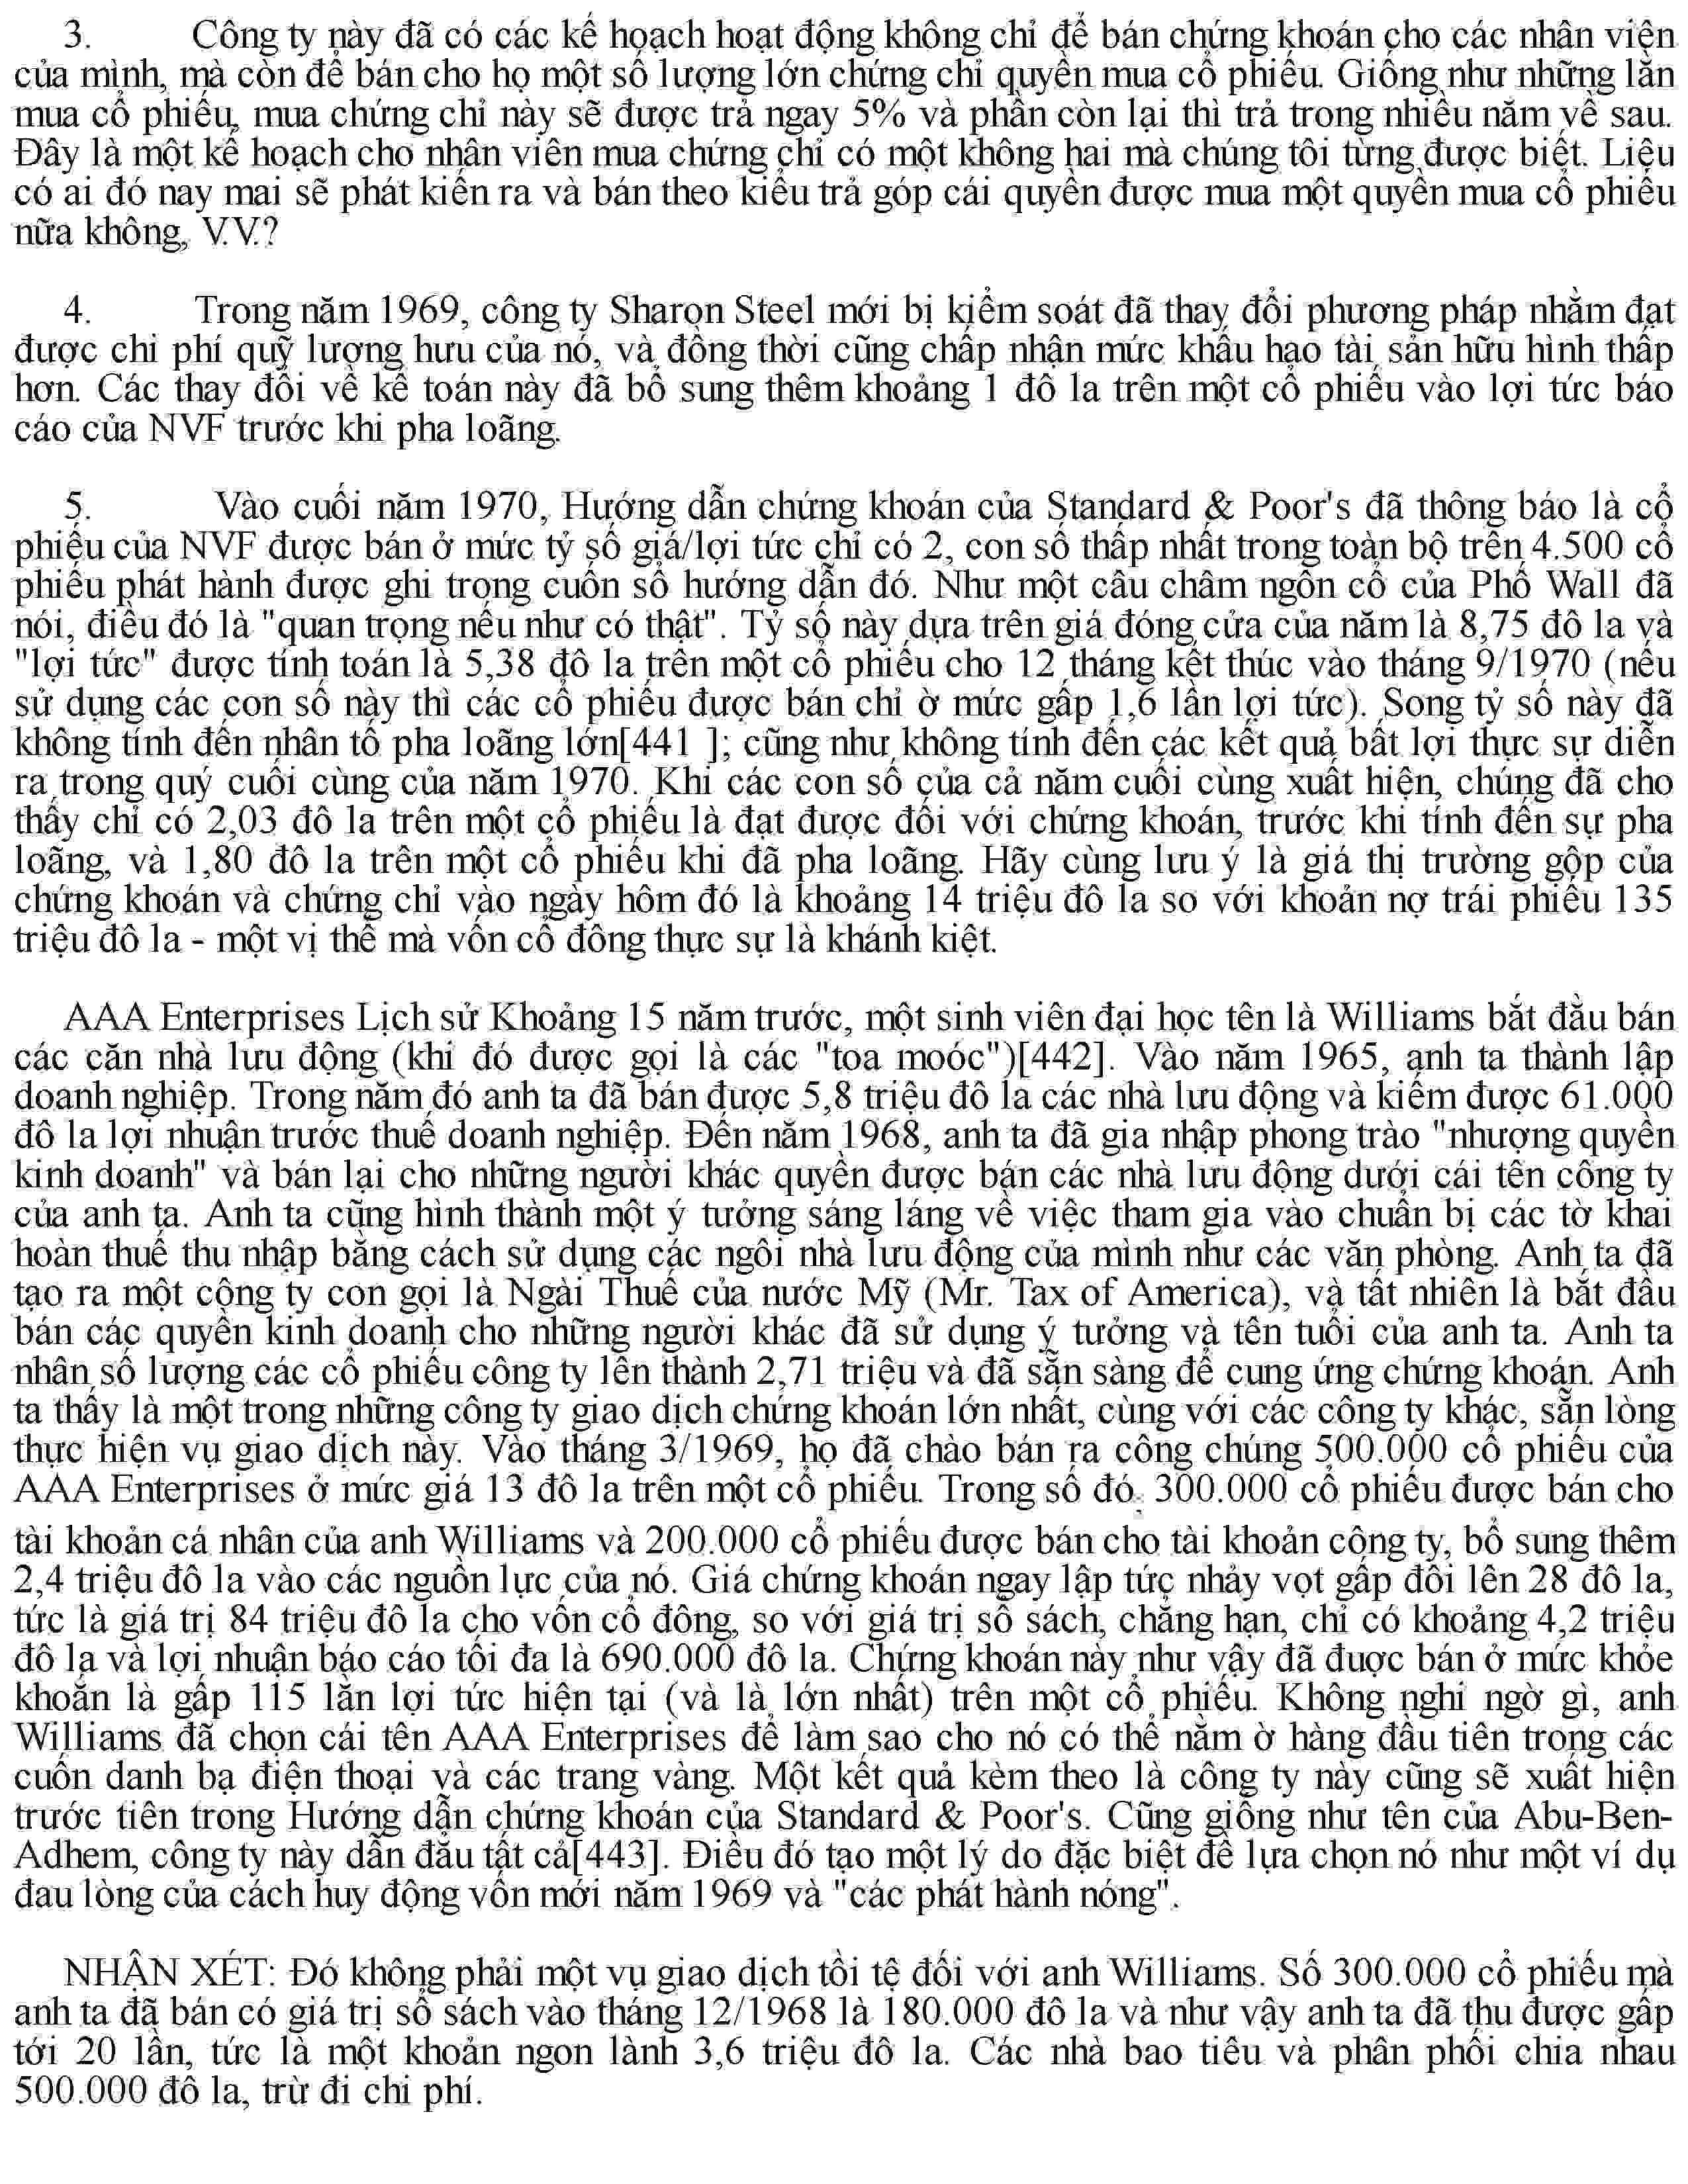 3. Công ty này đã có các kế hoạch hoạt động không chỉ để bán chứng khoán cho các nhân viên
của mình, mà còn để bán cho họ một số lượng lớn chứng chỉ quyền mua cổ phiếu. Giống như những lần
mua cổ phiếu, mua chứng chỉ này sẽ được trả ngay 5% và phần còn lại thì trả trong nhiều năm về sau.
Đây là một kế hoạch cho nhận viên mua chứng chỉ có một không hai mà chúng tôi từng được biết. Liệu
có ai đó nay mai sẽ phát kiến ra và bán theo kiểu trả góp cái quyền được mua một quyền mua cổ phiếu
nữa không, V.V.?
4. Trong năm 1969, công ty Sharon Steel mới bị kiểm soát đã thay đổi phương pháp nhằm đạt
được chi phí quỹ lương hưu của nó, và đồng thời cũng chấp nhận mức khấu hao tài sản hữu hình thấp
hơn. Các thay đổi về kế toán này đã bổ sung thêm khoảng 1 đô la trên một cổ phiếu vào lợi tức báo
cáo của NVF trước khi pha loãng.
5. Vào cuối năm 1970, Hướng dẫn chứng khoán của Standard & Poor's đã thông báo là cổ
phiếu của NVF được bán ở mức tỷ số giá/lợi tức chỉ có 2, con số thấp nhất trong toàn bộ trên 4.500 cổ
phiếu phát hành được ghi trong cuốn sổ hướng dẫn đó. Như một câu châm ngôn cổ của Phố Wall đã
nói, điều đó là "quan trọng nếu như có thật". Tỷ số này dựa trên giá đóng cửa của năm là 8,75 đô la và
"lợi tức" được tính toán là 5,38 đô la trên một cổ phiếu cho 12 tháng kết thúc vào tháng 9/1970 (nếu
sử dụng các con số này thì các cổ phiếu được bán chỉ ờ mức gấp 1,6 lần lợi tức). Song tỷ số này đã
không tính đến nhân tố pha loãng lớn[441 ]; cũng như không tính đến các kết quả bất lợi thực sự diễn
ra trong quý cuối cùng của năm 1970. Khi các con số của cả năm cuối cùng xuất hiện, chúng đã cho
thấy chỉ có 2,03 đô la trên một cổ phiếu là đạt được đối với chứng khoán, trước khi tính đến sự pha
loãng, và 1,80 đô la trên một cổ phiếu khi đã pha loãng. Hãy cùng lưu ý là giá thị trường gộp của
chứng khoán và chứng chỉ vào ngày hôm đó là khoảng 14 triệu đô la so với khoản nợ trái phiếu 135
triệu đô la - một vị thế mà vốn cổ đông thực sự là khánh kiệt.
AAA Enterprises Lịch sử Khoảng 15 năm trước, một sinh viên đại học tên là Williams bắt đầu bán
các căn nhà lưu động (khi đó được gọi là các "toa moóc")[442]. Vào năm 1965, anh ta thành lập
doanh nghiệp. Trong năm đó anh ta đã bán được 5,8 triệu đô la các nhà lưu động và kiếm được 61.000
đô la lợi nhuận trước thuế doanh nghiệp. Đến năm 1968, anh ta đã gia nhập phong trào "nhượng quyền
kinh doanh" và bán lại cho những người khác quyền được bán các nhà lưu động dưới cái tên công ty
của anh ta. Anh ta cũng hình thành một ý tưởng sáng láng về việc tham gia vào chuẩn bị các tờ khai
hoàn thuế thu nhập bằng cách sử dụng các ngôi nhà lưu động của mình như các văn phòng. Anh ta đã
tạo ra một công ty con gọi là Ngài Thuế của nước Mỹ (Mr. Tax of America), và tất nhiên là bắt đầu
bán các quyền kinh doanh cho những người khác đã sử dụng ý tưởng và tên tuổi của anh ta. Anh ta
nhân số lượng các cổ phiếu công ty lên thành 2,71 triệu và đã sẵn sàng để cung ứng chứng khoán. Anh
ta thấy là một trong những công ty giao dịch chứng khoán lớn nhất, cùng với các công ty khác, sẵn lòng
thực hiện vụ giao dịch này. Vào tháng 3/1969, họ đã chào bán ra công chúng 500.000 cổ phiếu của
AAA Enterprises ở mức giá 13 đô la trên một cổ phiếu. Trong số đó, 300.000 cổ phiếu được bán cho
tài khoản cá nhân của anh Williams và 200.000 cổ phiếu được bán cho tài khoản công ty, bổ sung thêm
2,4 triệu đô la vào các nguồn lực của nó. Giá chứng khoán ngay lập tức nhảy vọt gấp đôi lên 28 đô la,
tức là giá trị 84 triệu đô la cho vốn cổ đông, so với giá trị sổ sách, chẳng hạn, chỉ có khoảng 4,2 triệu
đô la và lợi nhuận báo cáo tối đa là 690.000 đô la. Chứng khoán này như vậy đã đuợc bán ở mức khỏe
khoắn là gấp 115 lần lợi tức hiện tại (và là lớn nhất) trên một cổ phiếu. Không nghi ngờ gì, anh
Williams đã chọn cái tên AAA Enterprises để làm sao cho nó có thể nằm ờ hàng đầu tiên trong các
cuốn danh bạ điện thoại và các trang vàng. Một kết quả kèm theo là công ty này cũng sẽ xuất hiện
trước tiên trong Hướng dẫn chứng khoán của Standard & Poor's. Cũng giống như tên của Abu-Ben-
Adhem, công ty này dẫn đầu tất cả[443]. Điều đó tạo một lý do đặc biệt để lựa chọn nó như một ví dụ
đau lòng của cách huy động vốn mới năm 1969 và "các phát hành nóng".
NHẬN XÉT: Đó không phải một vụ giao dịch tồi tệ đối với anh Williams. Số 300.000 cổ phiếu mà
anh ta đã bán có giá trị sổ sách vào tháng 12/1968 là 180.000 đô la và như vậy anh ta đã thu được gấp
tới 20 lần, tức là một khoản ngon lành 3,6 triệu đô la. Các nhà bao tiêu và phân phối chia nhau
500.000 đô la, trừ đi chi phí.